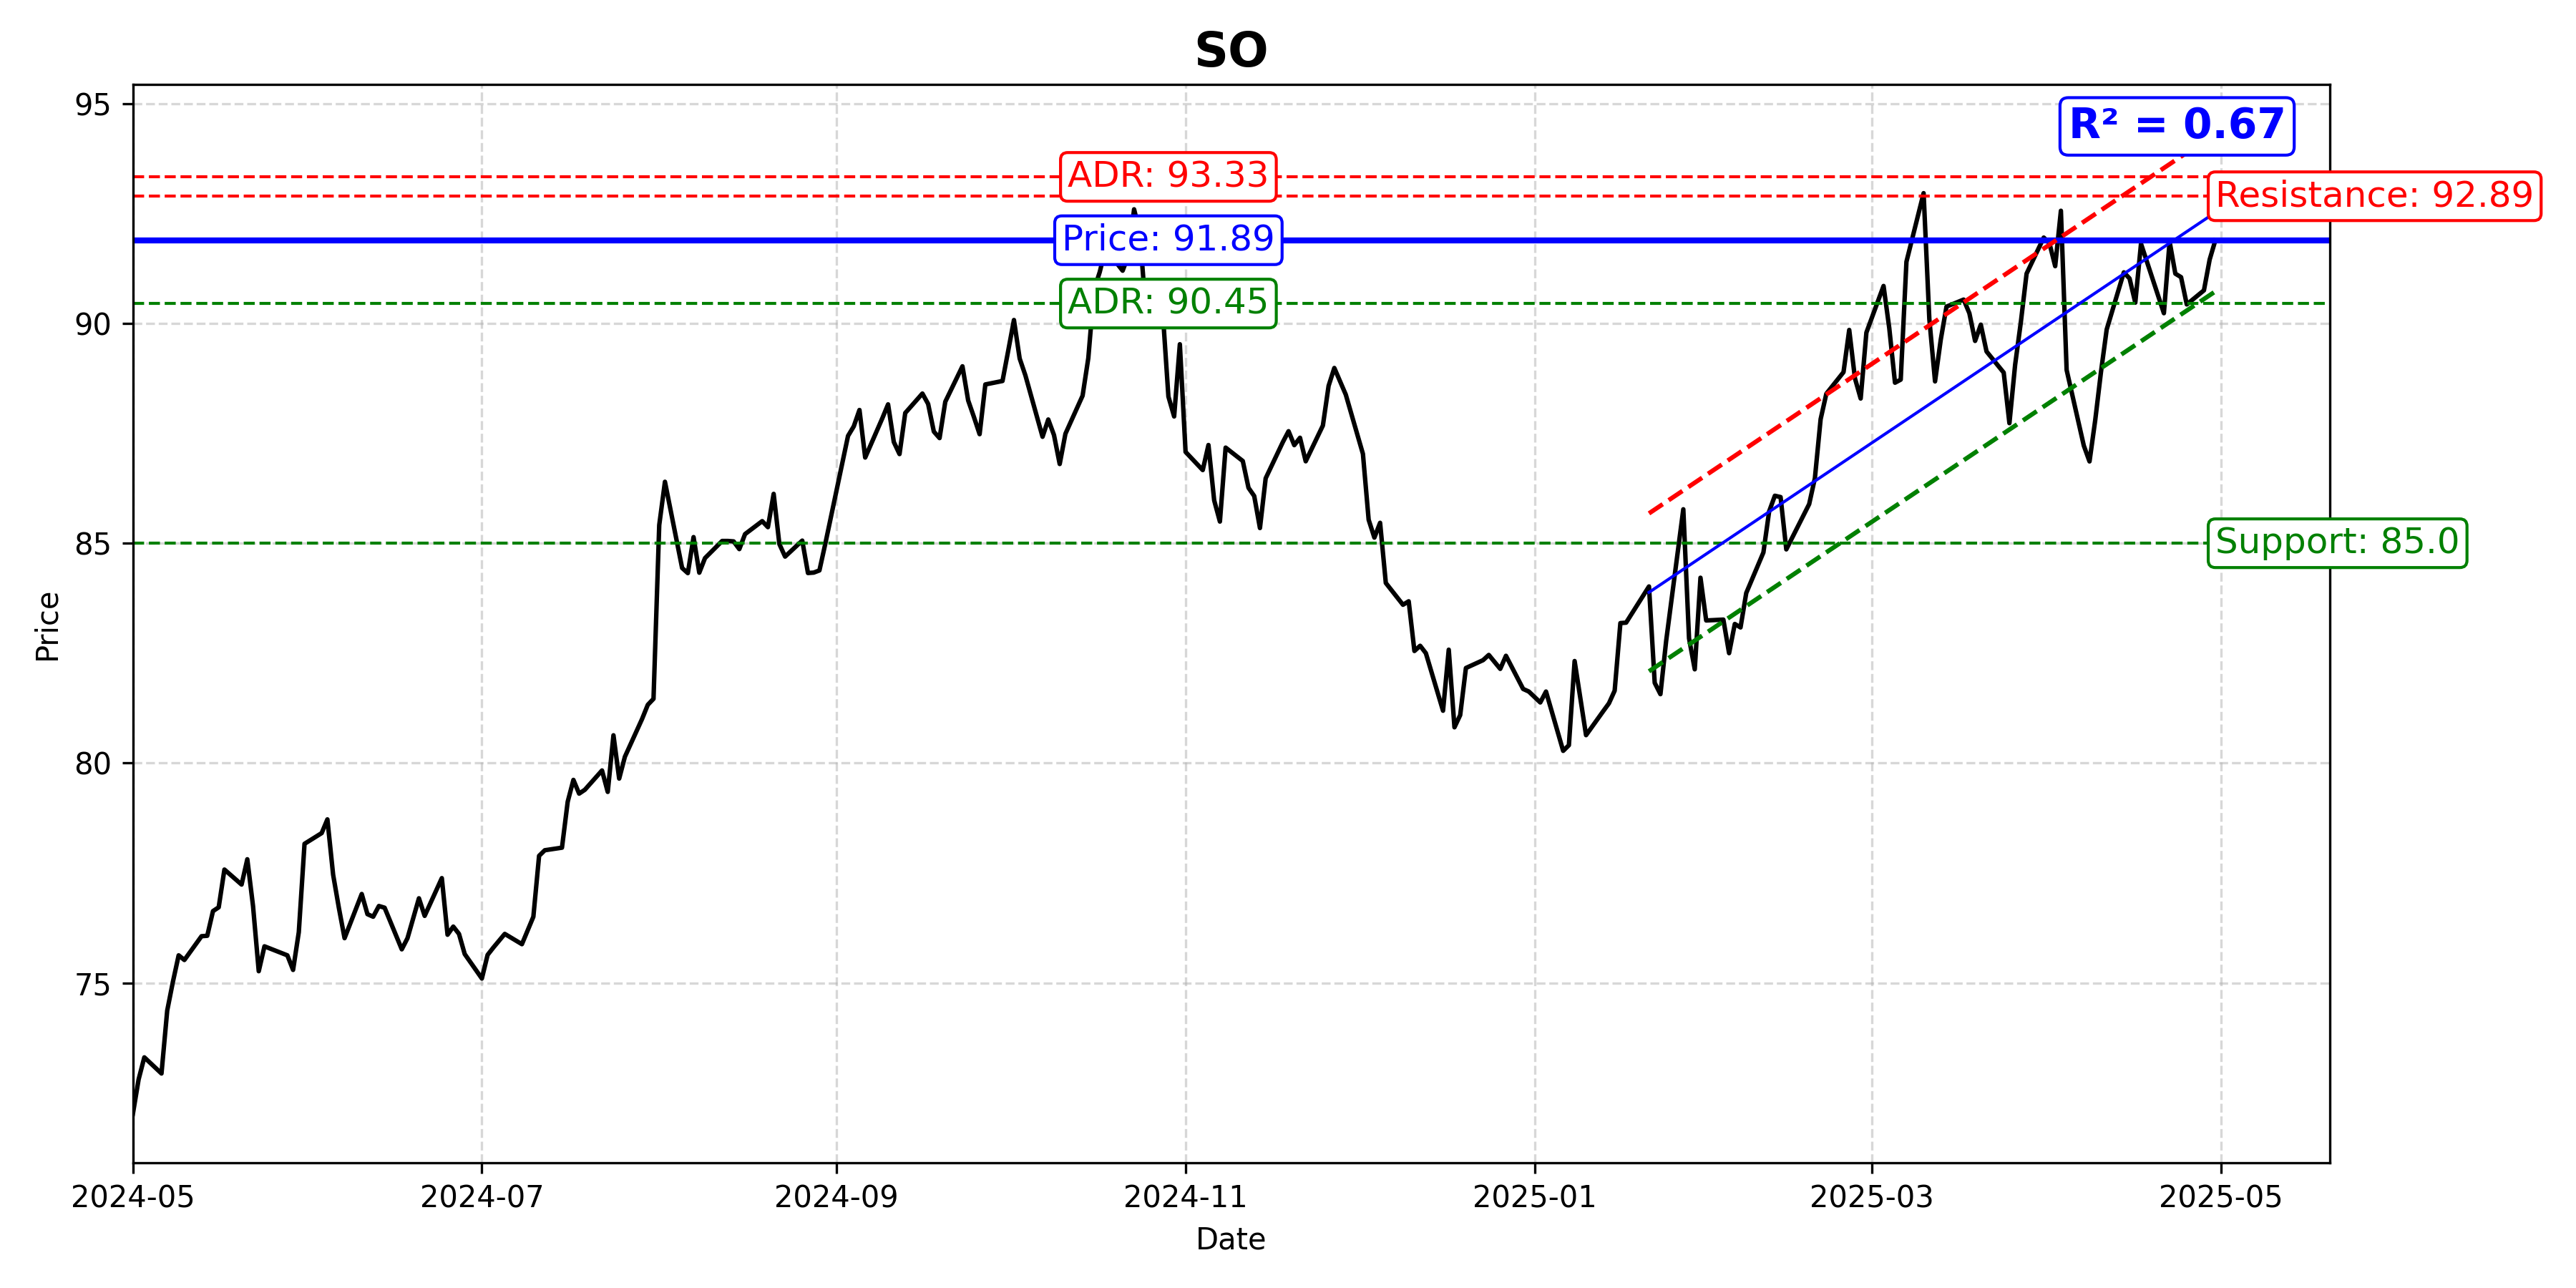 SO
95
90
85
80
75
Price
R² = 0.67
ADR: 93.33
Resistance: 92.89
Price: 91.89
ADR: 90.45
Support: 85.0
2024-05
2024-07
2024-09
2024-11
2025-01
2025-03
2025-05
Date